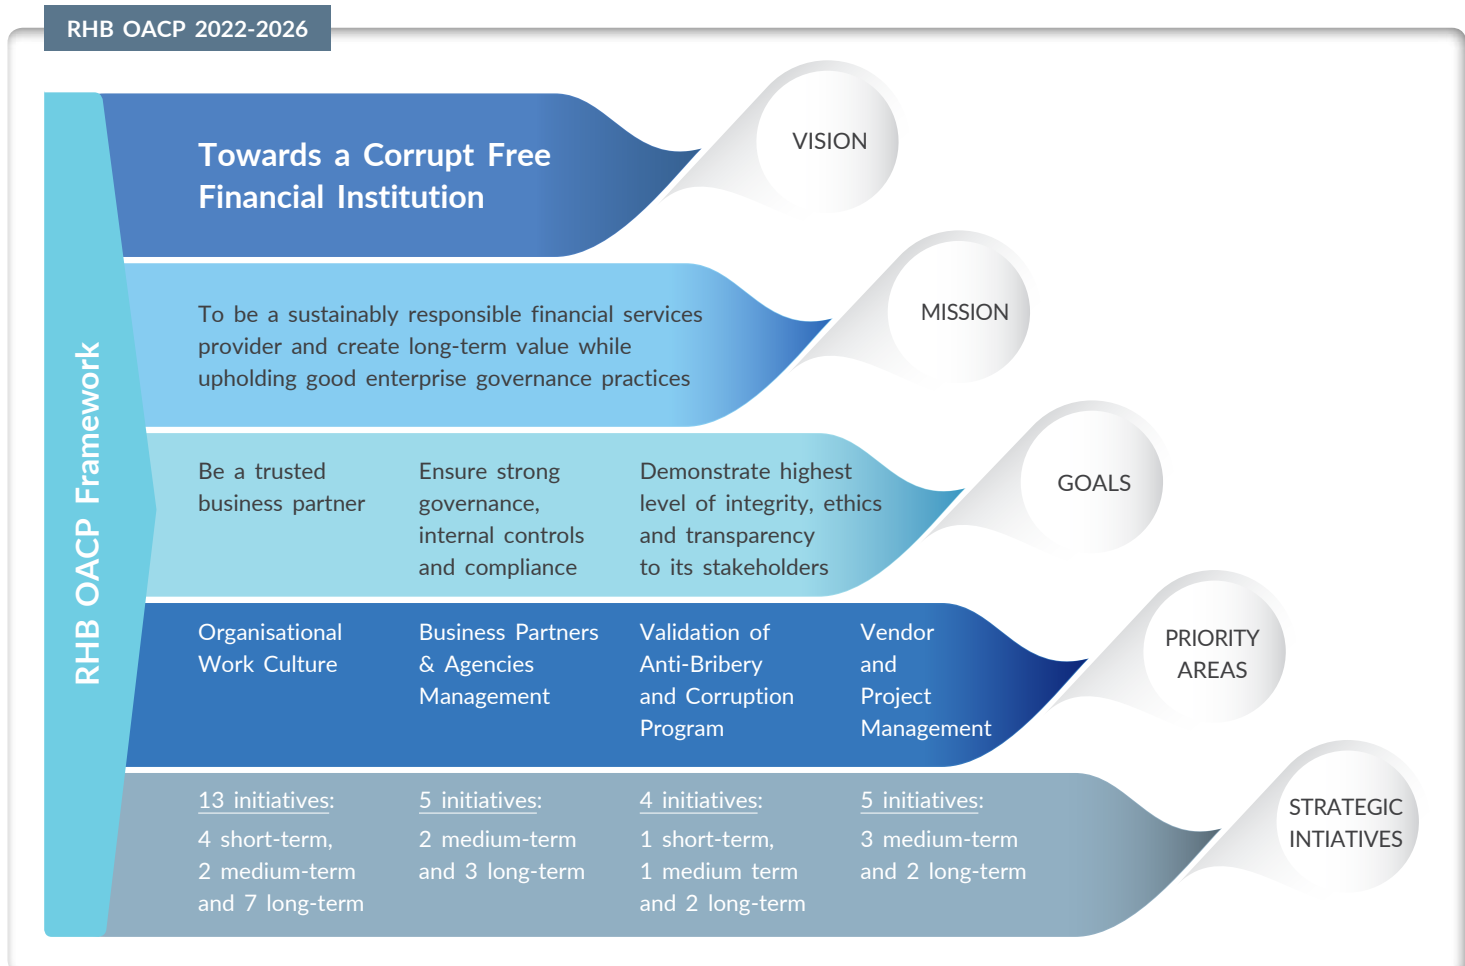 RHB OACP 2022-2026
RHB OACP Framework
Towards a Corrupt Free
Financial Institution
VISION
To be a sustainably responsible financial services
provider and create long-term value while
upholding good enterprise governance practices
MISSION
Be a trusted
business partner
Ensure strong
governance,
internal controls
and compliance
Demonstrate highest
level of integrity, ethics
and transparency
to its stakeholders
GOALS
Organisational
Work Culture
Business Partners
& Agencies
Management
Validation of
Anti-Bribery
and Corruption
Program
Vendor
and
Project
Management
PRIORITY
AREAS
13 initiatives:
4 short-term,
2 medium-term
and 7 long-term
5 initiatives:
2 medium-term
and 3 long-term
4 initiatives:
1 short-term,
1 medium term
and 2 long-term
5 initiatives:
3 medium-term
and 2 long-term
STRATEGIC
INTIATIVES